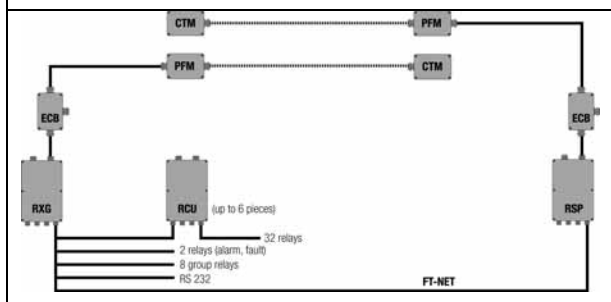 CTM PFM
PFM CTM
ECB ECB
RXG RCU (up to 6 pieces) RSP
32 relays
2 relays (alarm, fault)
8 group relays
RS 232
FT-NET